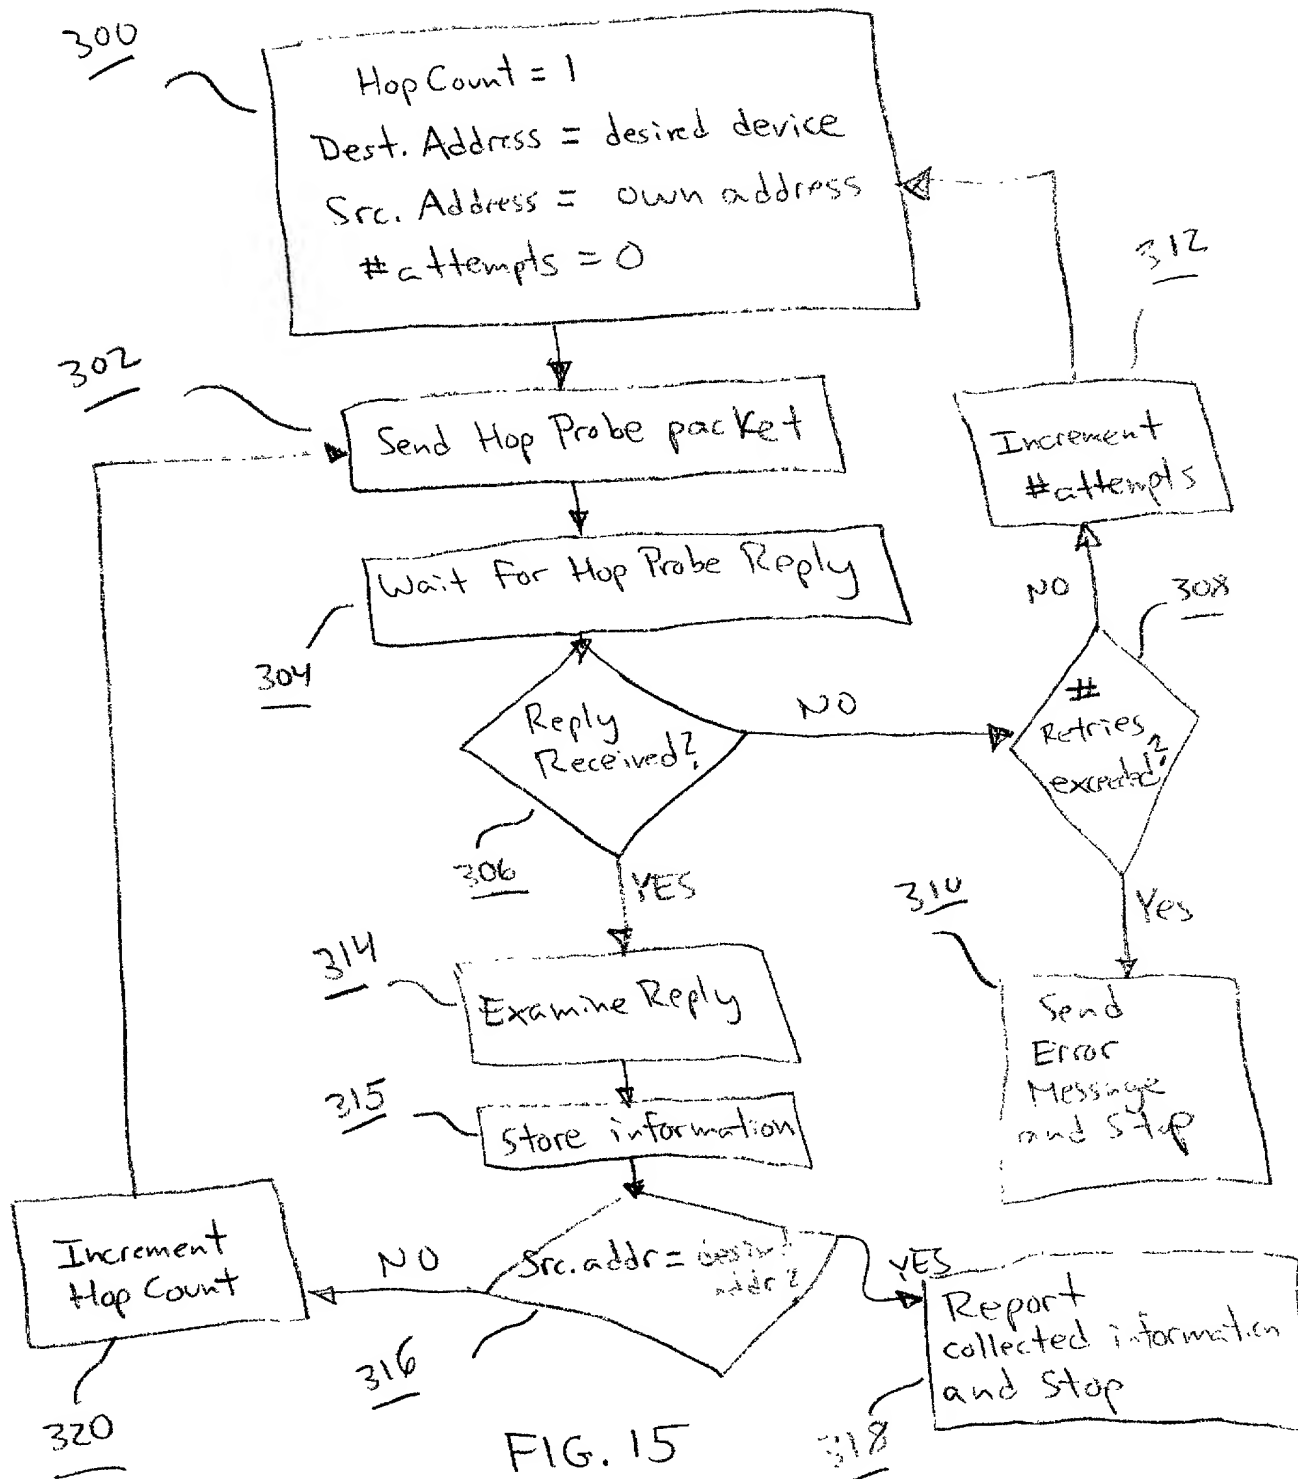 300
Hop Count = 1
Dest. Address = desired device
Src. Address = own address
# attempts = 0
312
302
Send Hop Probe packet
Increment
# attempts
Wait For Hop Probe Reply
304
NO
308
Reply
Received?
NO
#
Retries
exceeded?
306
YES
310
Yes
314
Examine Reply
Send
Error
Message
and Stop
315
Store information
Increment
Hop Count
NO
Src. addr = desired
addr?
YES
Report
collected information
and Stop
316
320
318
FIG. 15